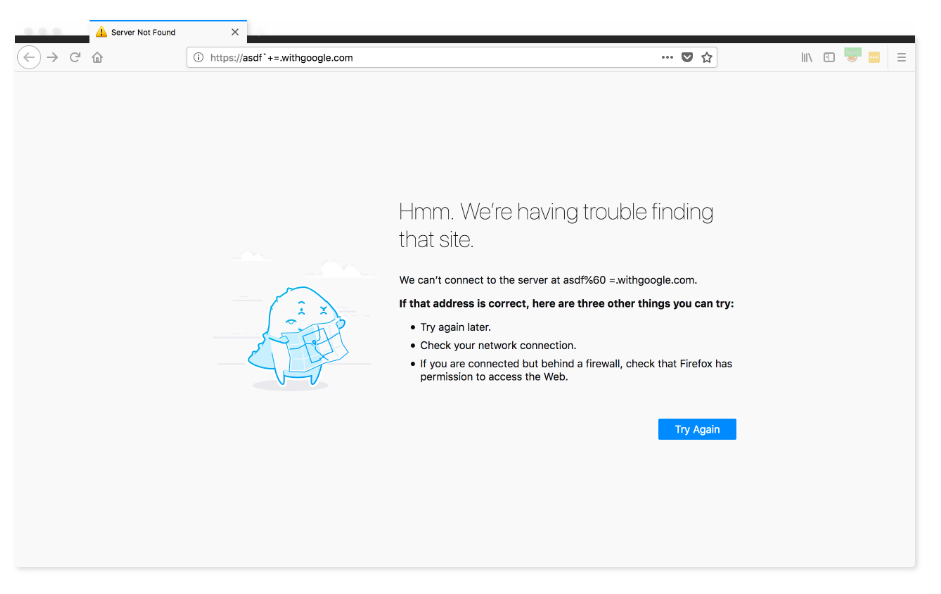 Server Not Found
https://asdf`+=.withgoogle.com
Hmm. We're having trouble finding
that site.
We can't connect to the server at asdf%60 =.withgoogle.com.
If that address is correct, here are three other things you can try:
• Try again later.
• Check your network connection.
• If you are connected but behind a firewall, check that Firefox has
permission to access the Web.
Try Again